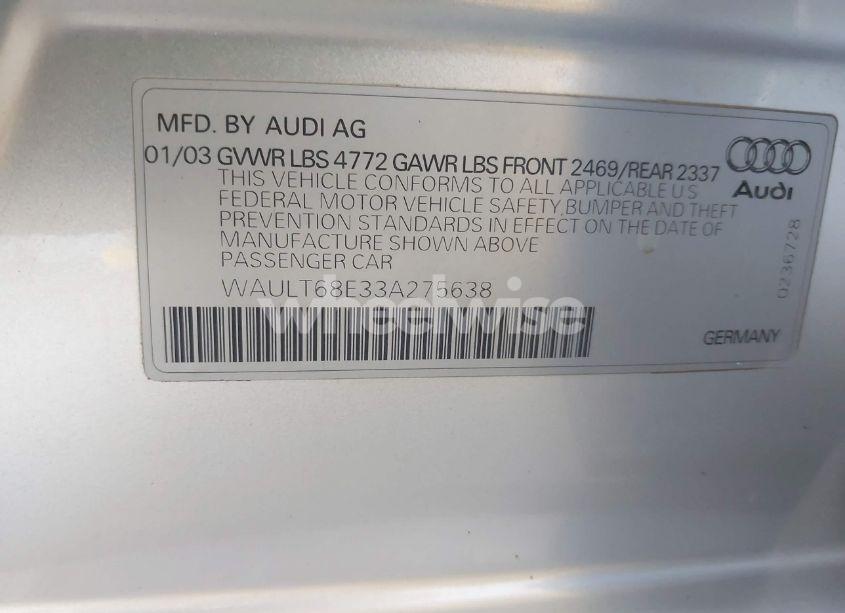 MFD. BY AUDI AG
01/03 GVWR LBS 4772 GAWR LBS FRONT 2469/REAR 2337
THIS VEHICLE CONFORMS TO ALL APPLICABLE U S
FEDERAL MOTOR VEHICLE SAFETY, BUMPER AND THEFT
PREVENTION STANDARDS IN EFFECT ON THE DATE OF
MANUFACTURE SHOWN ABOVE
PASSENGER CAR
WAULT68E33A275638
Audi
0236728
GERMANY
wheelwise